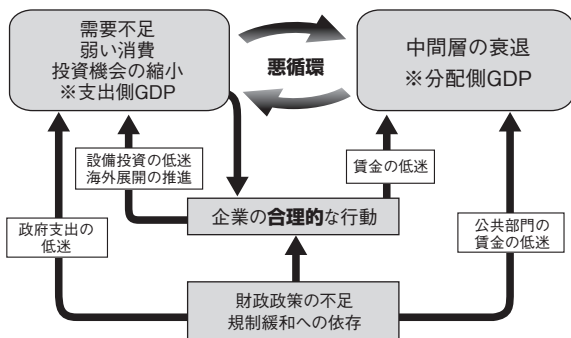 需要不足
弱い消費
投資機会の縮小
※支出側GDP
悪循環
中間層の衰退
※分配側GDP
設備投資の低迷
海外展開の推進
賃金の低迷
企業の合理的な行動
政府支出の
低迷
公共部門の
賃金の低迷
財政政策の不足
規制緩和への依存